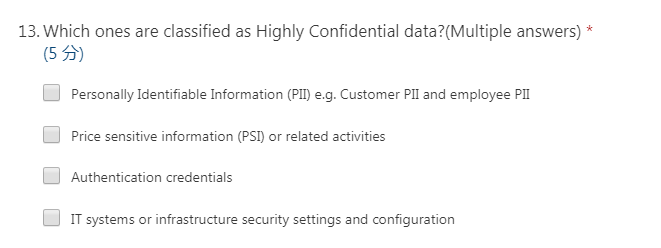 13. Which ones are classified as Highly Confidential data?(Multiple answers) *
(5 分)
Personally Identifiable Information (PII) e.g. Customer PII and employee PII
Price sensitive information (PSI) or related activities
Authentication credentials
IT systems or infrastructure security settings and configuration